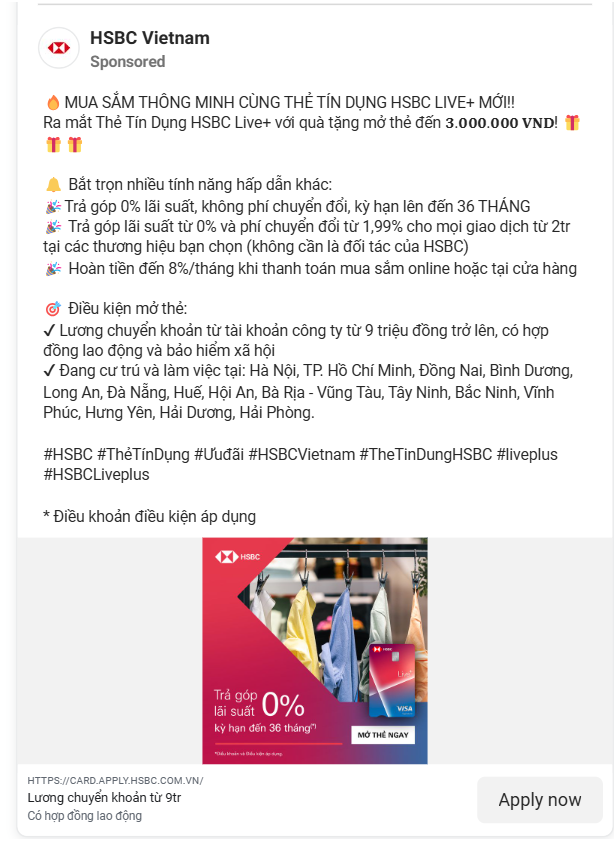 HSBC Vietnam
Sponsored
🔥 MUA SẮM THÔNG MINH CÙNG THẺ TÍN DỤNG HSBC LIVE+ MỚI!!
Ra mắt Thẻ Tín Dụng HSBC Live+ với quà tặng mở thẻ đến 𝟑.𝟎𝟎𝟎.𝟎𝟎𝟎 𝐕𝐍𝐃! 🎁
🎁 🎁
🔔 Bắt trọn nhiều tính năng hấp dẫn khác:
🎉 Trả góp 0% lãi suất, không phí chuyển đổi, kỳ hạn lên đến 36 THÁNG
🎉 Trả góp lãi suất từ 0% và phí chuyển đổi từ 1,99% cho mọi giao dịch từ 2tr
tại các thương hiệu bạn chọn (không cần là đối tác của HSBC)
🎉 Hoàn tiền đến 8%/tháng khi thanh toán mua sắm online hoặc tại cửa hàng
🎯 Điều kiện mở thẻ:
✔ Lương chuyển khoản từ tài khoản công ty từ 9 triệu đồng trở lên, có hợp
đồng lao động và bảo hiểm xã hội
✔ Đang cư trú và làm việc tại: Hà Nội, TP. Hồ Chí Minh, Đồng Nai, Bình Dương,
Long An, Đà Nẵng, Huế, Hội An, Bà Rịa - Vũng Tàu, Tây Ninh, Bắc Ninh, Vĩnh
Phúc, Hưng Yên, Hải Dương, Hải Phòng.
#HSBC #ThẻTínDụng #Ưuđãi #HSBCVietnam #TheTinDungHSBC #liveplus
#HSBCLiveplus
* Điều khoản điều kiện áp dụng
HSBC
HSBC
Live+
VISA
Trả góp
lãi suất 0%
kỳ hạn đến 36 tháng(*)
MỞ THẺ NGAY
*Điều khoản và Điều kiện áp dụng
HTTPS://CARD.APPLY.HSBC.COM.VN/
Lương chuyển khoản từ 9tr
Có hợp đồng lao động
Apply now